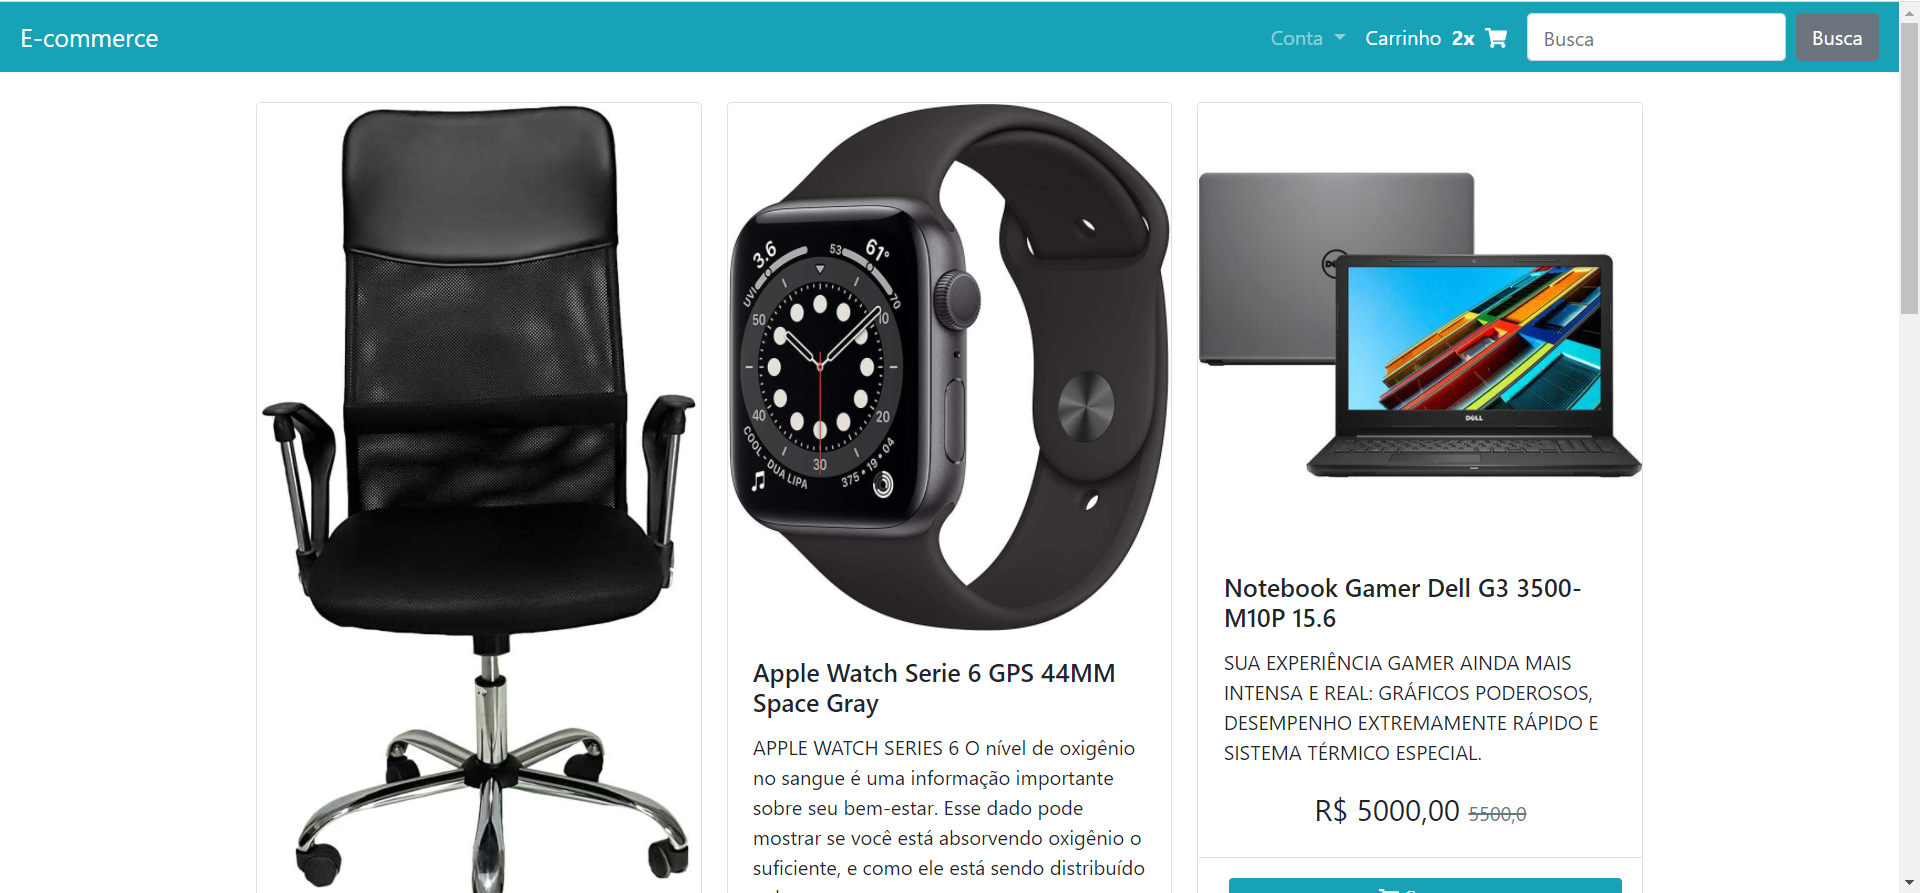 E-commerce
Conta
Carrinho 2x
Busca
Busca
3.6
53
61°
UVI
70
50
10
40
20
30
COOL - DUA LIPA
375 • 19 • 04
DELL
Apple Watch Serie 6 GPS 44MM
Space Gray
APPLE WATCH SERIES 6 O nível de oxigênio
no sangue é uma informação importante
sobre seu bem-estar. Esse dado pode
mostrar se você está absorvendo oxigênio o
suficiente, e como ele está sendo distribuído
Notebook Gamer Dell G3 3500-
M10P 15.6
SUA EXPERIÊNCIA GAMER AINDA MAIS
INTENSA E REAL: GRÁFICOS PODEROSOS,
DESEMPENHO EXTREMAMENTE RÁPIDO E
SISTEMA TÉRMICO ESPECIAL.
R$ 5000,00 5500,0